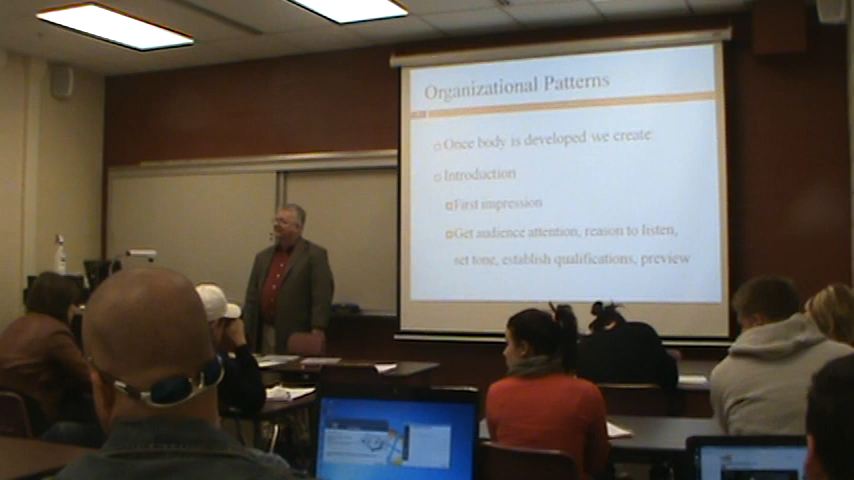 Organizational Patterns
Once body is developed we create
Introduction
First impression
Get audience attention, reason to listen,
set tone, establish qualifications, preview